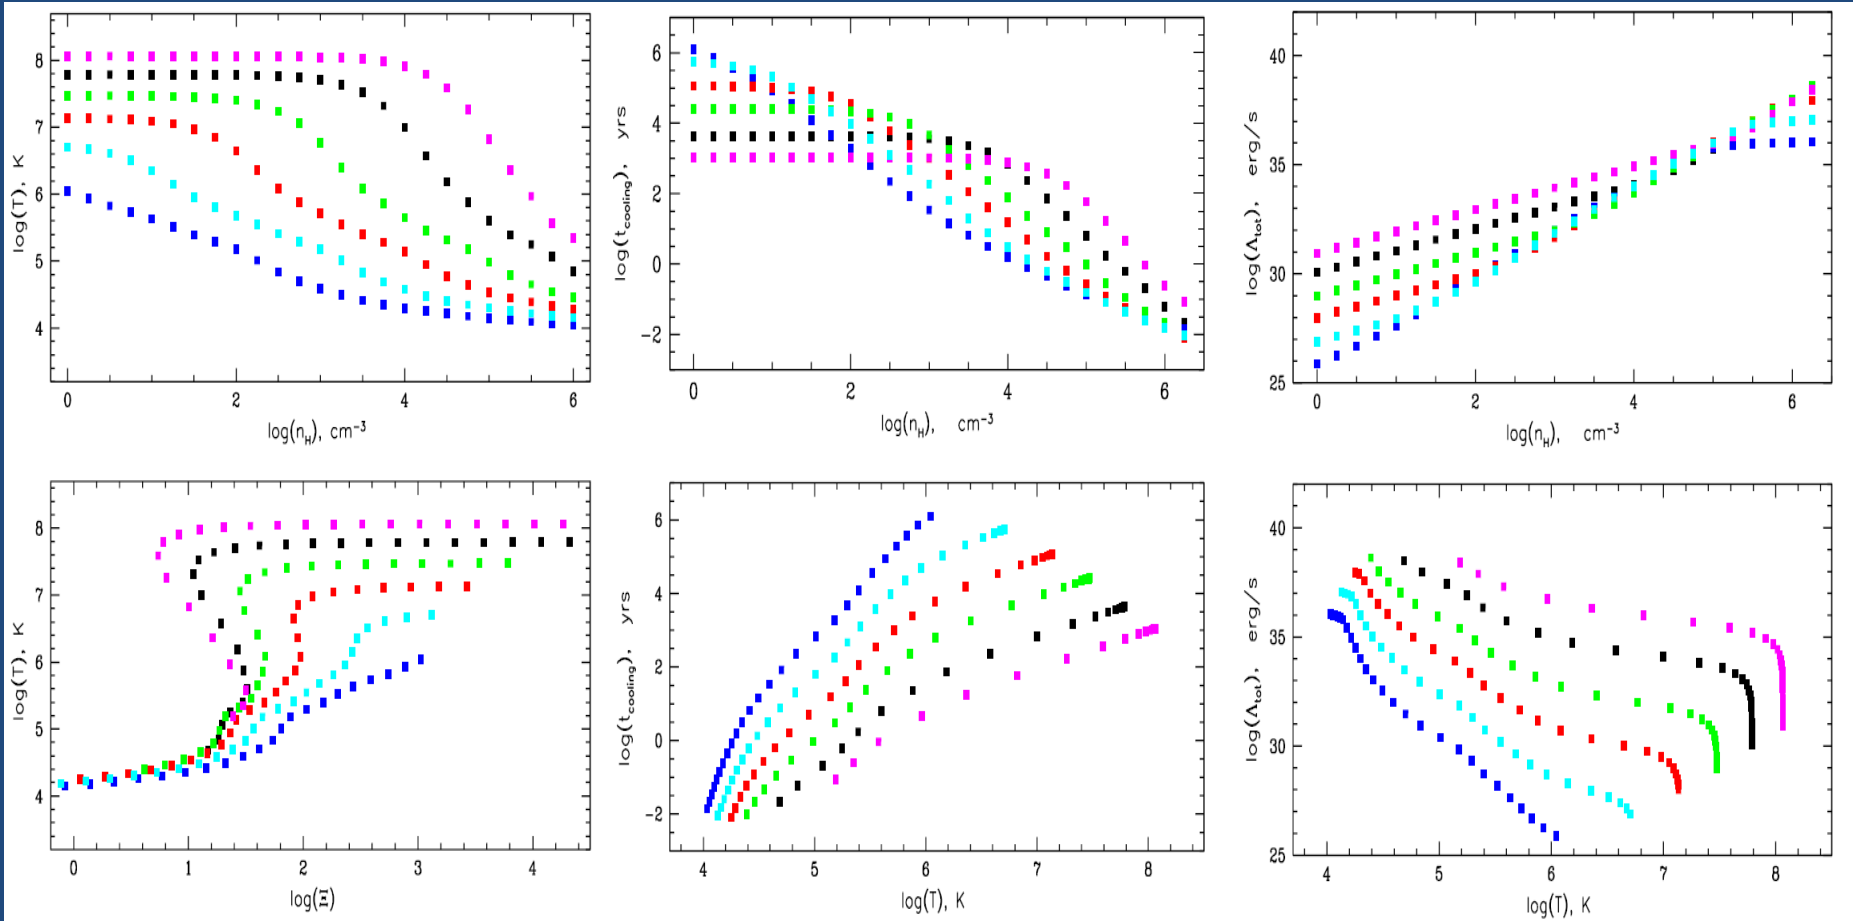 log(T), K
8
7
6
5
4
0 2 4 6
log(n_H), cm⁻³
log(t_cooling), yrs
6
4
2
0
−2
0 2 4 6
log(n_H), cm⁻³
log(Λ_tot), erg/s
40
35
30
25
0 2 4 6
log(n_H), cm⁻³
log(T), K
8
7
6
5
4
0 1 2 3 4
log(Ξ)
log(t_cooling), yrs
6
4
2
0
−2
4 5 6 7 8
log(T), K
log(Λ_tot), erg/s
40
35
30
25
4 5 6 7 8
log(T), K